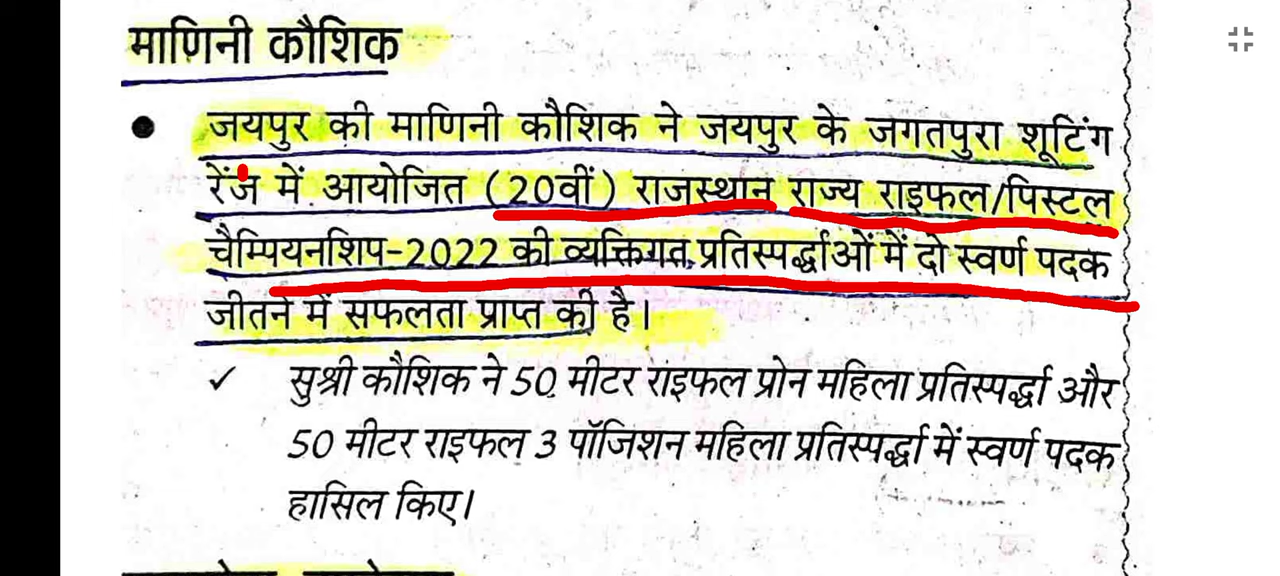 माणिनी कौशिक
● जयपुर की माणिनी कौशिक ने जयपुर के जगतपुरा शूटिंग
रेंज में आयोजित (20वीं) राजस्थान राज्य राइफल/पिस्टल
चैम्पियनशिप-2022 की व्यक्तिगत प्रतिस्पर्द्धाओं में दो स्वर्ण पदक
जीतने में सफलता प्राप्त की है।
✓ सुश्री कौशिक ने 50 मीटर राइफल प्रोन महिला प्रतिस्पर्द्धा और
50 मीटर राइफल 3 पॉजिशन महिला प्रतिस्पर्द्धा में स्वर्ण पदक
हासिल किए।